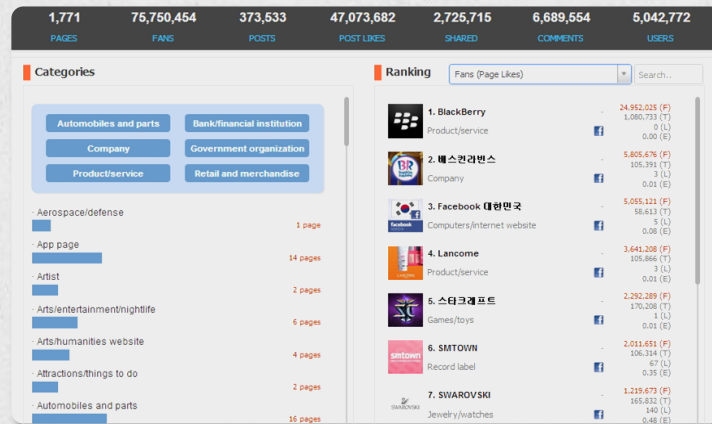 1,771 75,750,454 373,533 47,073,682 2,725,715 6,689,554 5,042,772
PAGES FANS POSTS POST LIKES SHARED COMMENTS USERS
Categories
Automobiles and parts Bank/financial institution
Company Government organization
Product/service Retail and merchandise
· Aerospace/defense
1 page
· App page
14 pages
· Artist
2 pages
· Arts/entertainment/nightlife
6 pages
· Arts/humanities website
4 pages
· Attractions/things to do
2 pages
· Automobiles and parts
16 pages
Ranking Fans (Page Likes) Search..
1. BlackBerry - 24,952,025 (F)
1,080,733 (T)
Product/service 0 (L)
0.00 (E)
2. 베스킨라빈스 - 5,805,676 (F)
105,391 (T)
Company 3 (L)
0.01 (E)
3. Facebook 대한민국 - 5,055,121 (F)
58,613 (T)
Computers/internet website 5 (L)
0.08 (E)
4. Lancome - 3,641,208 (F)
105,866 (T)
Product/service 3 (L)
0.01 (E)
5. 스타크래프트 - 2,292,289 (F)
170,208 (T)
Games/toys 1 (L)
0.01 (E)
6. SMTOWN - 2,011,651 (F)
106,314 (T)
Record label 67 (L)
0.35 (E)
7. SWAROVSKI - 1,219,673 (F)
165,832 (T)
Jewelry/watches 140 (L)
0.48 (E)
BR
facebook
LANCOME
smtown
SWAROVSKI